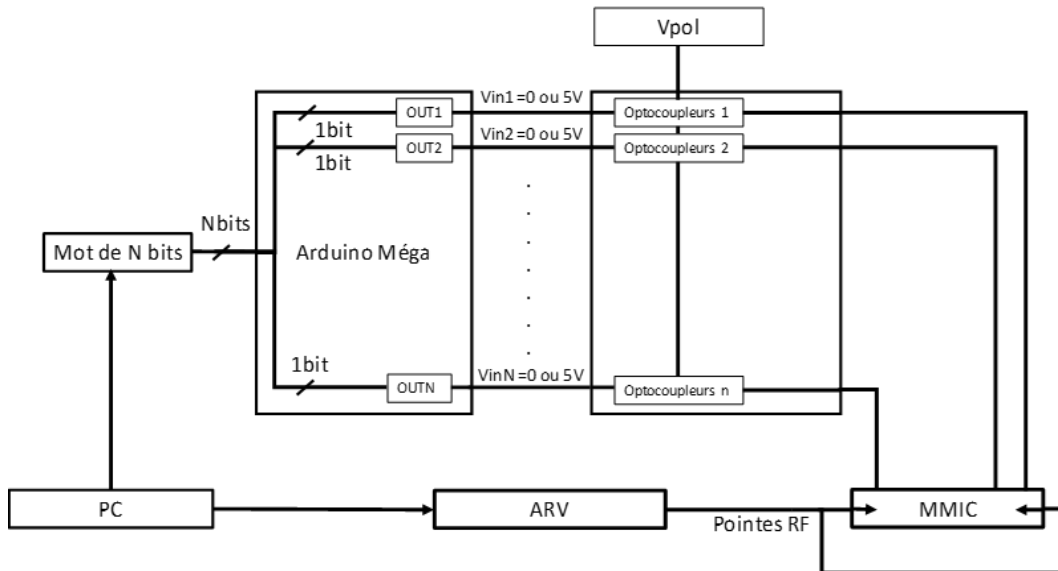 Vpol
OUT1
Vin1 =0 ou 5V
Optocoupleurs 1
1bit
OUT2
Vin2 =0 ou 5V
Optocoupleurs 2
1bit
.
.
.
.
.
.
.
Nbits
Mot de N bits
Arduino Méga
1bit
OUTN
VinN =0 ou 5V
Optocoupleurs n
PC
ARV
Pointes RF
MMIC